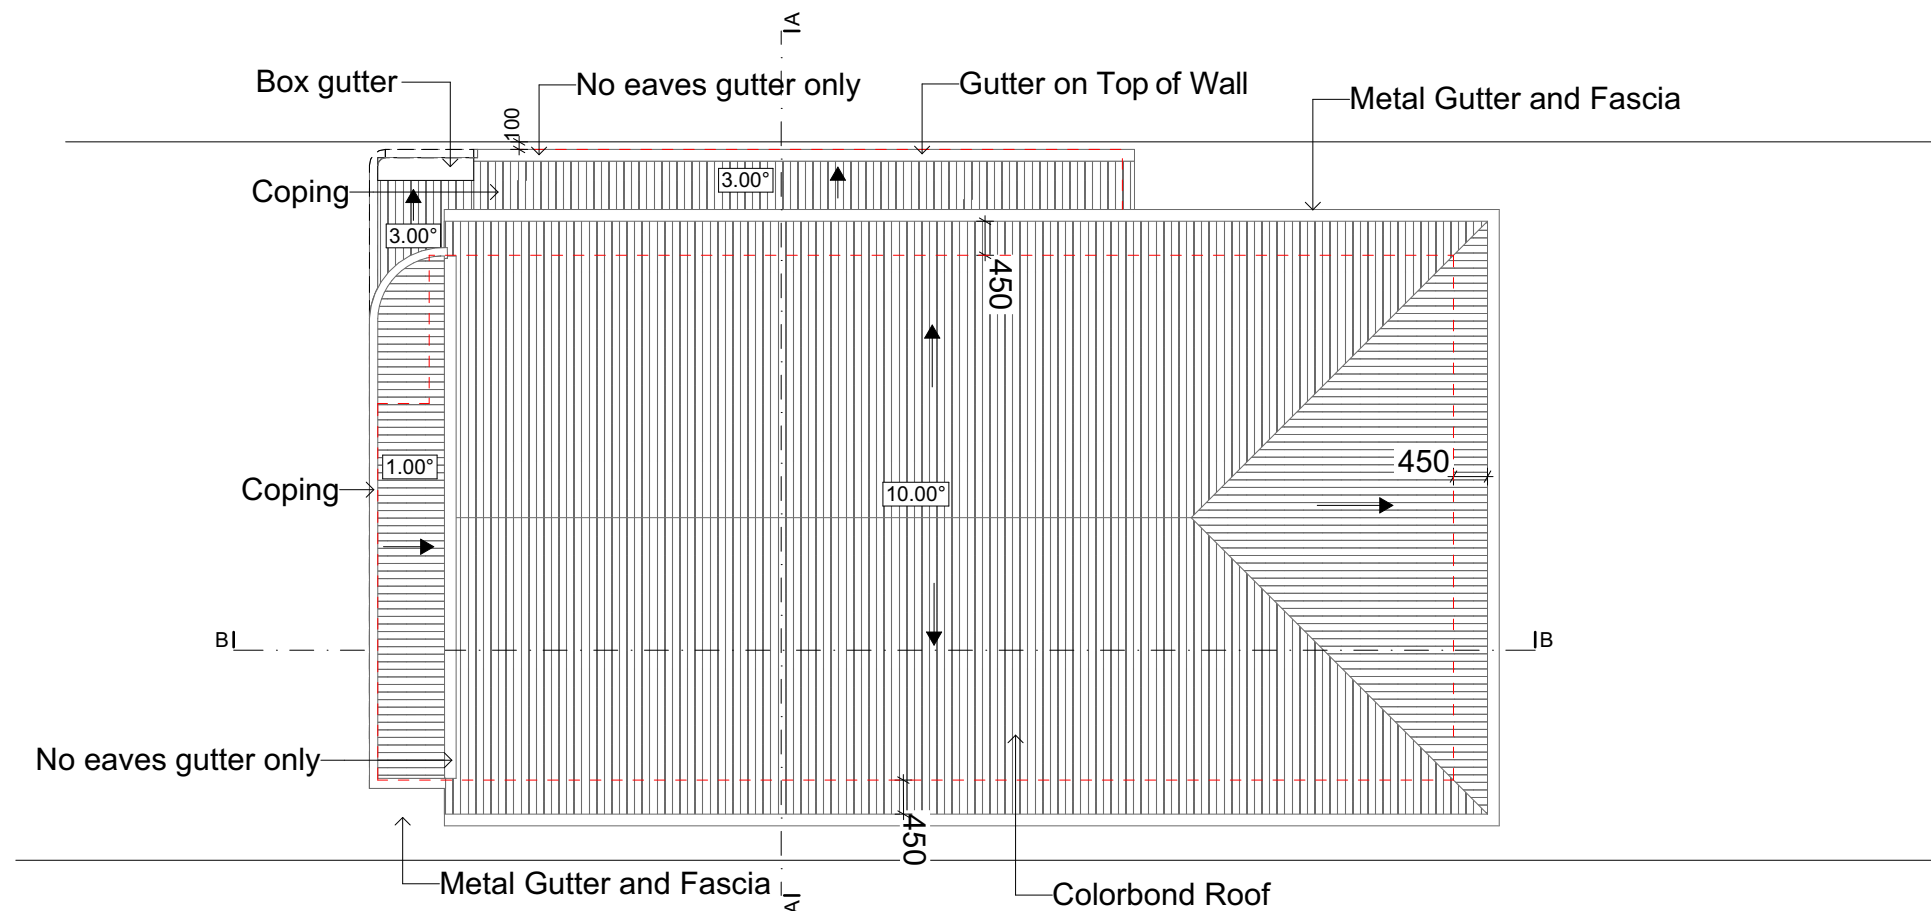 A
Box gutter
No eaves gutter only
Gutter on Top of Wall
Metal Gutter and Fascia
100
Coping
3.00°
3.00°
450
1.00°
450
Coping
10.00°
B
B
No eaves gutter only
450
Metal Gutter and Fascia
A
Colorbond Roof